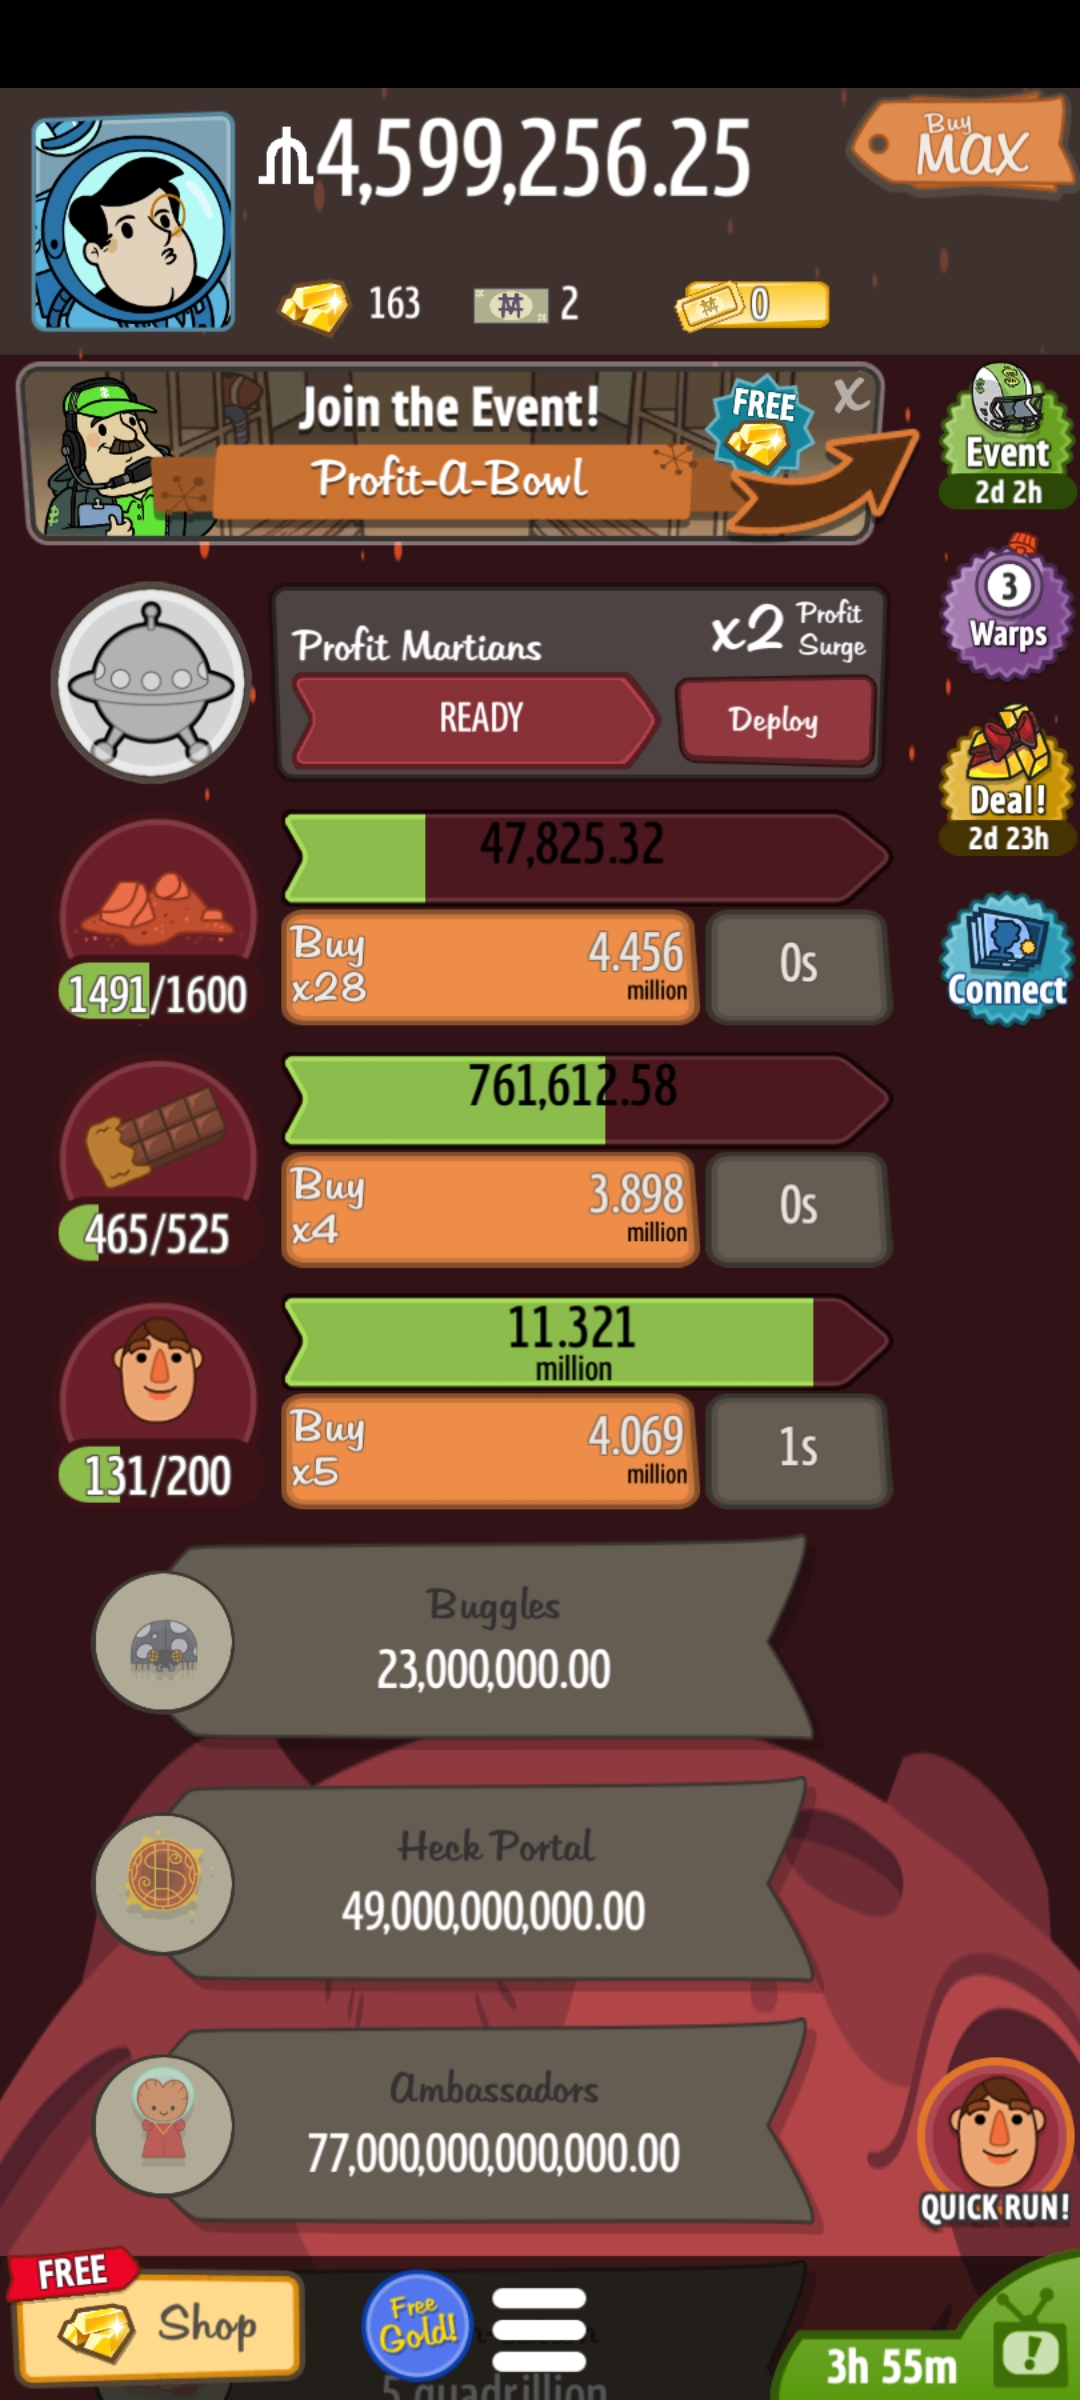 ₼4,599,256.25
Buy
MAX
163
2
0
Join the Event!
FREE
X
Profit-A-Bowl
Event
2d 2h
3
Warps
Profit Martians
x2 Profit
Surge
READY
Deploy
Deal!
2d 23h
47,825.32
Buy
x28
4.456
million
0s
1491/1600
Connect
761,612.58
Buy
x4
3.898
million
0s
465/525
11.321
million
Buy
x5
4.069
million
1s
131/200
Buggles
23,000,000.00
Heck Portal
49,000,000,000.00
Ambassadors
77,000,000,000,000.00
QUICK RUN!
FREE
Shop
Free
Gold!
3h 55m
5 quadrillion